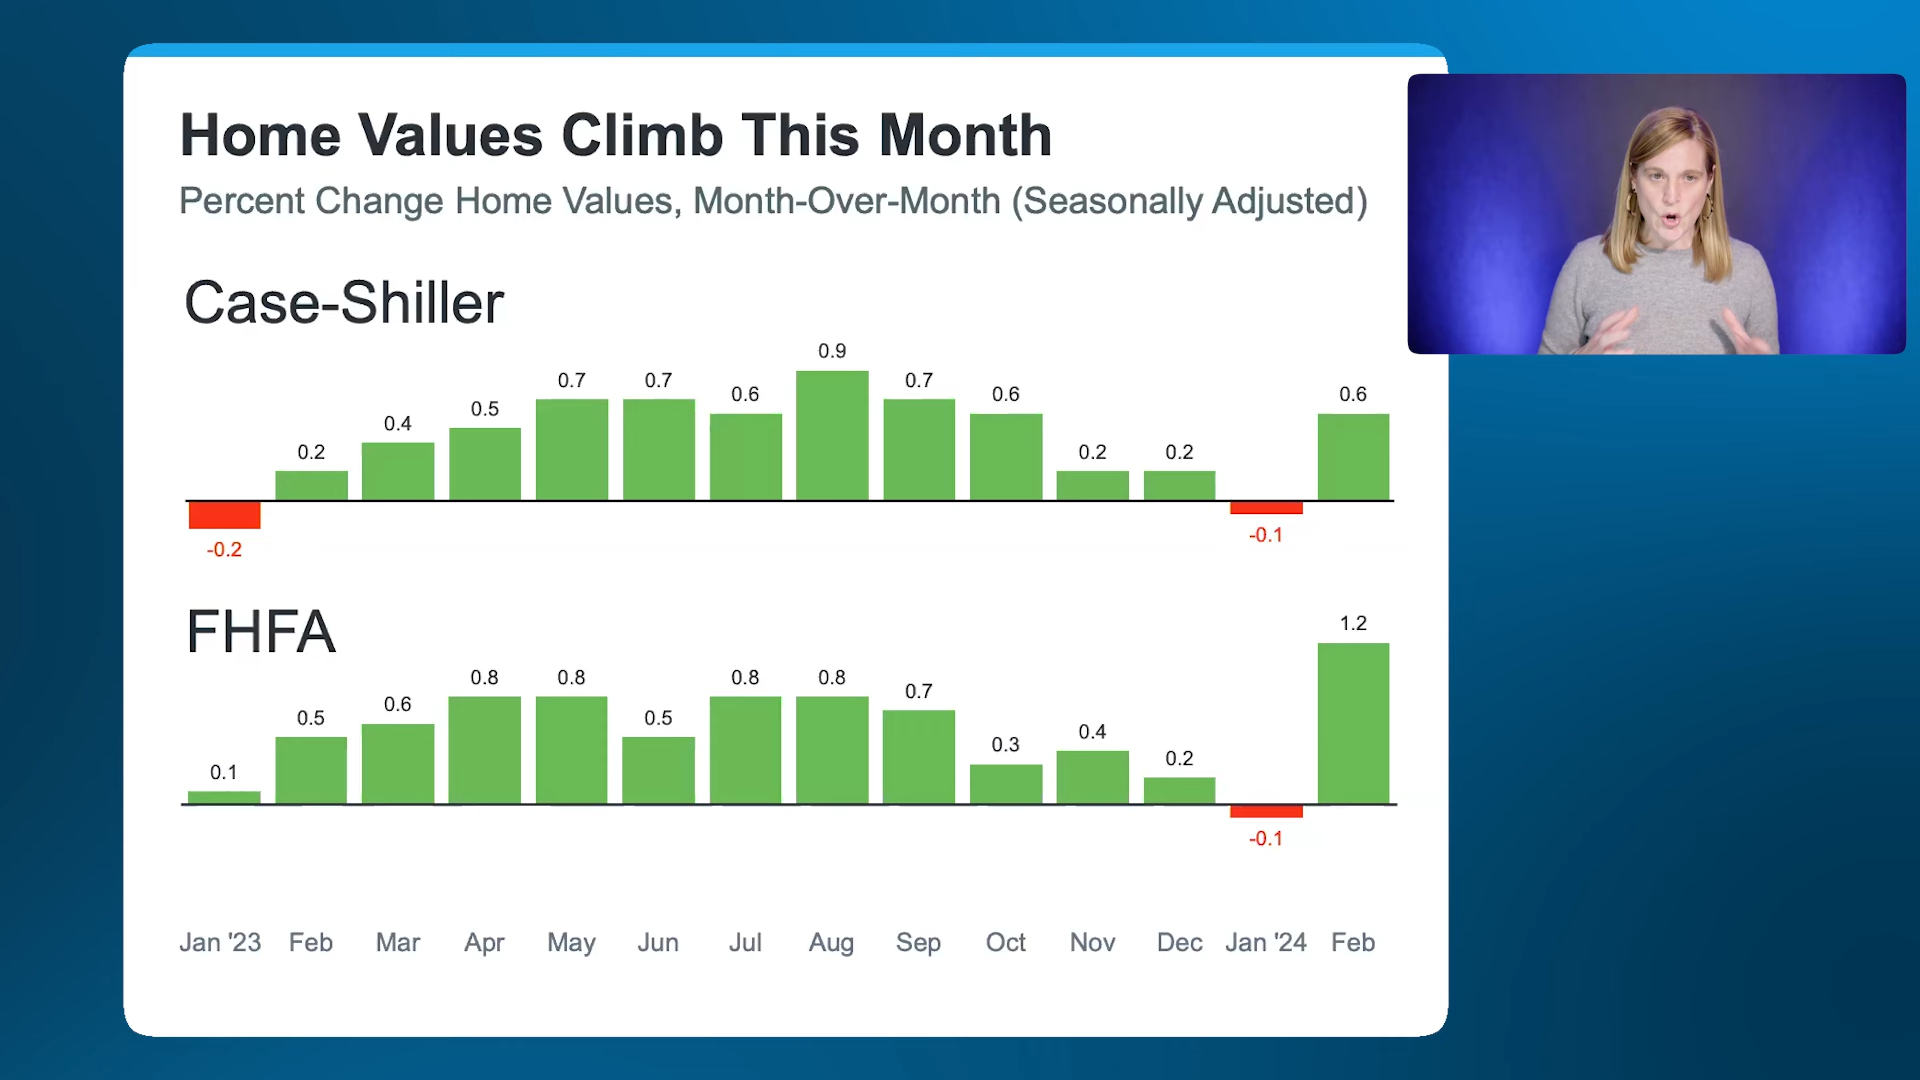 Home Values Climb This Month
Percent Change Home Values, Month-Over-Month (Seasonally Adjusted)
Case-Shiller
-0.2 0.2 0.4 0.5 0.7 0.7 0.6 0.9 0.7 0.6 0.2 0.2 -0.1 0.6
FHFA
0.1 0.5 0.6 0.8 0.8 0.5 0.8 0.8 0.7 0.3 0.4 0.2 -0.1 1.2
Jan '23 Feb Mar Apr May Jun Jul Aug Sep Oct Nov Dec Jan '24 Feb